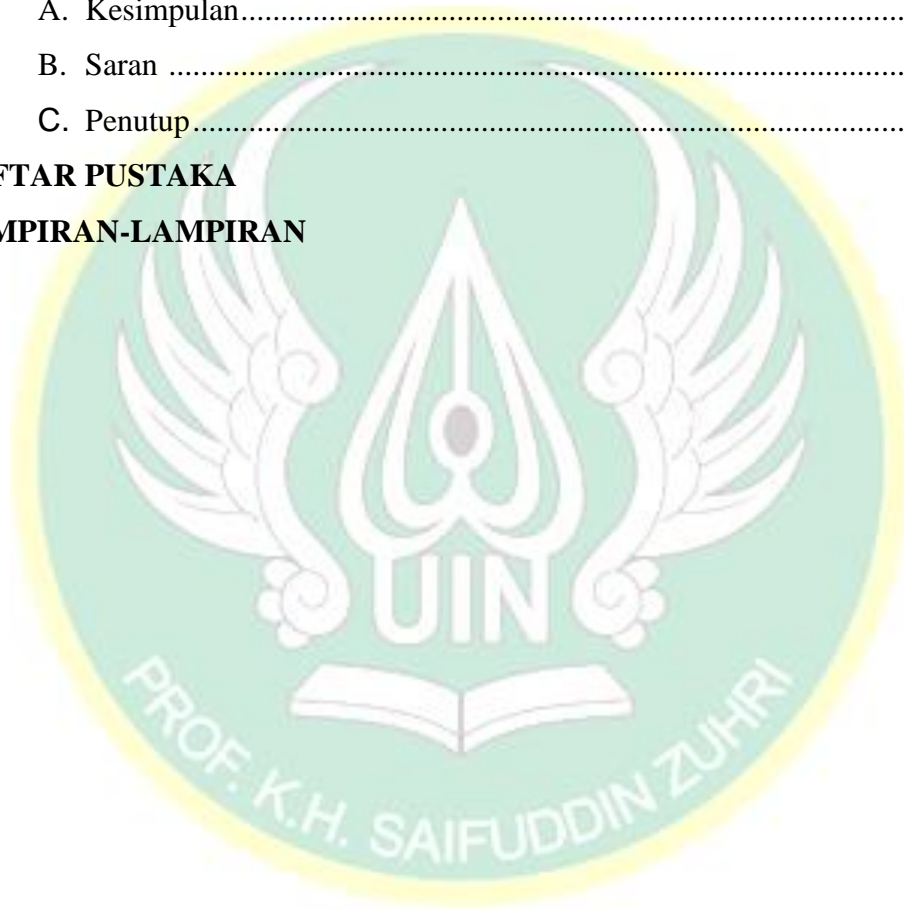 A. Kesimpulan................................................................................
B. Saran ................................................................................
C. Penutup................................................................................
FTAR PUSTAKA
MPIRAN-LAMPIRAN
UIN
PROF. K.H. SAIFUDDIN ZUHRI